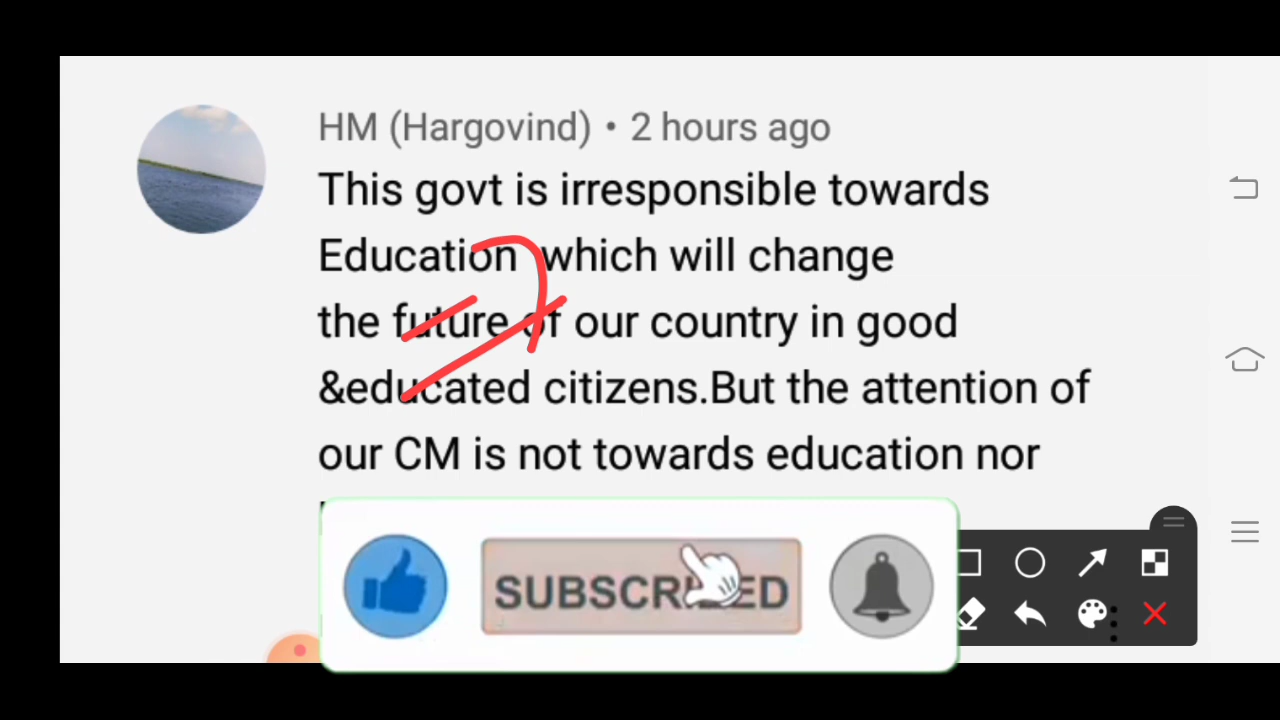 HM (Hargovind) • 2 hours ago
This govt is irresponsible towards
Education which will change
the future of our country in good
&educated citizens.But the attention of
our CM is not towards education nor
SUBSCRIBED